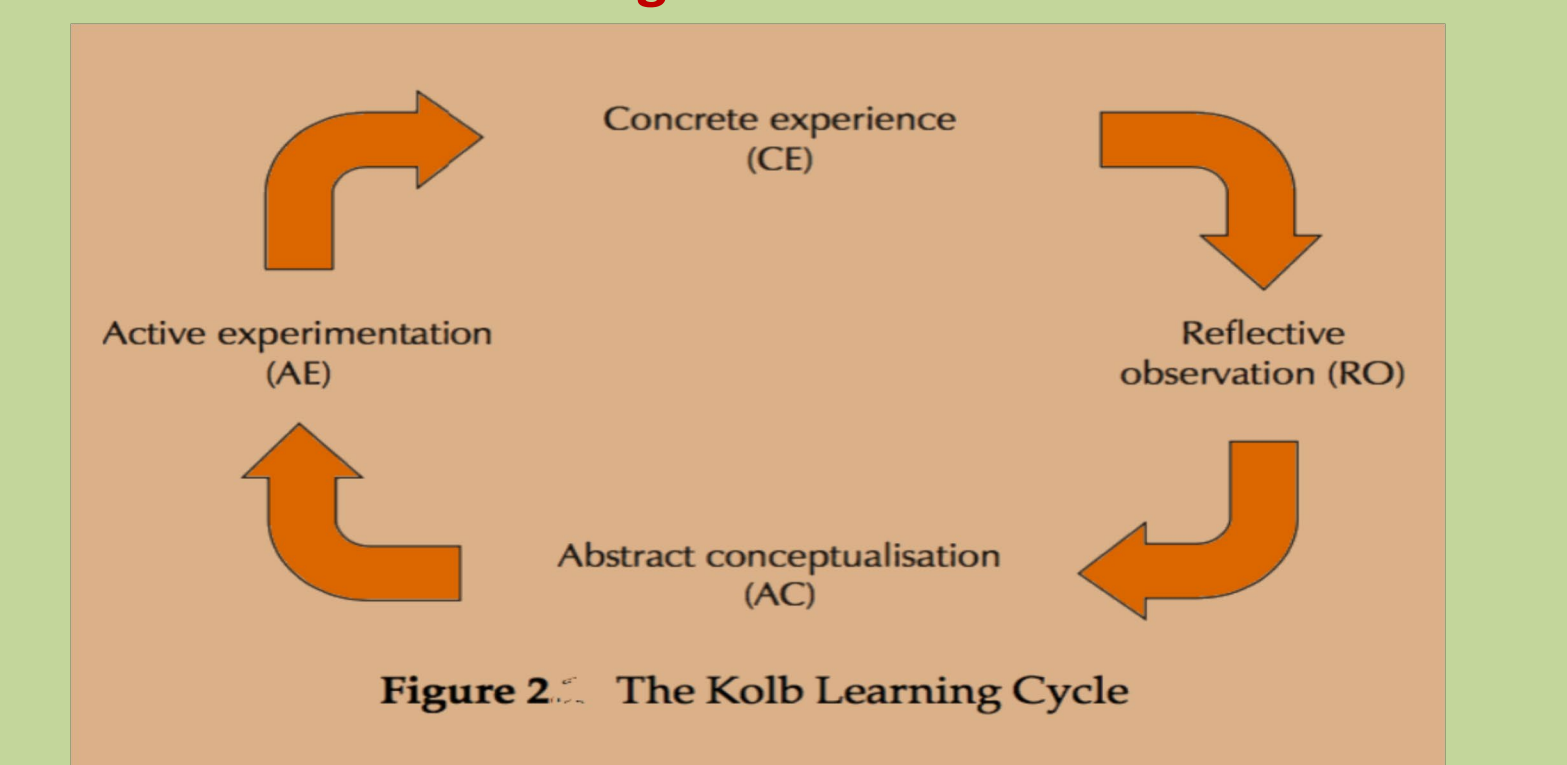 Concrete experience
(CE)
Active experimentation
(AE)
Reflective
observation (RO)
Abstract conceptualisation
(AC)
Figure 2 The Kolb Learning Cycle